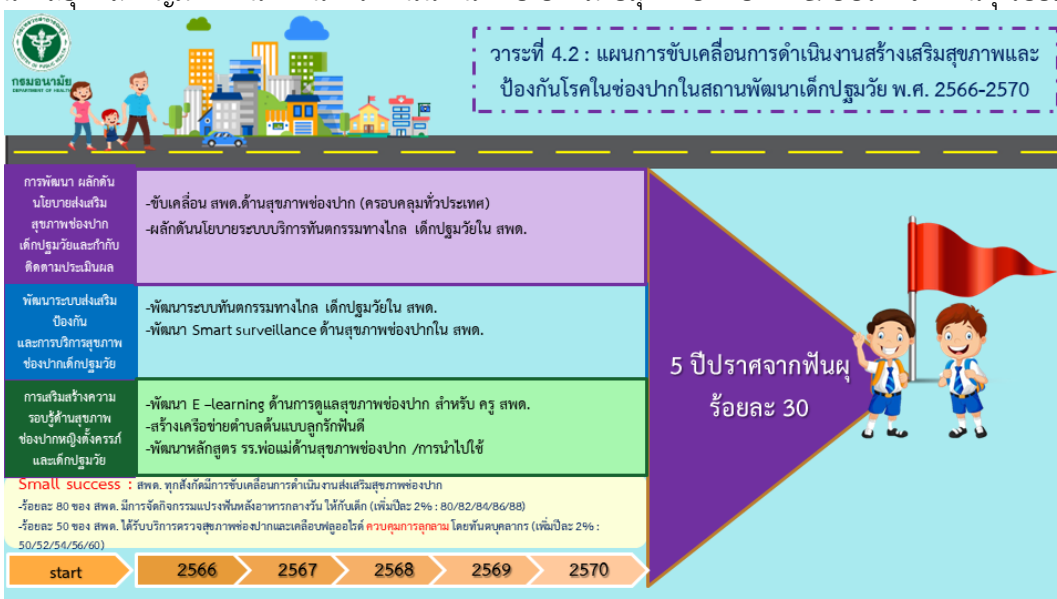 กรมอนามัย
DEPARTMENT OF HEALTH
วาระที่ 4.2 : แผนการขับเคลื่อนการดำเนินงานสร้างเสริมสุขภาพและ
ป้องกันโรคในช่องปากในสถานพัฒนาเด็กปฐมวัย พ.ศ. 2566-2570
การพัฒนา ผลักดัน
นโยบายส่งเสริม
สุขภาพช่องปาก
เด็กปฐมวัยและกำกับ
ติดตามประเมินผล
-ขับเคลื่อน สพด.ด้านสุขภาพช่องปาก (ครอบคลุมทั่วประเทศ)
-ผลักดันนโยบายระบบบริการทันตกรรมทางไกล เด็กปฐมวัยใน สพด.
พัฒนาระบบส่งเสริม
ป้องกัน
และการบริการสุขภาพ
ช่องปากเด็กปฐมวัย
-พัฒนาระบบทันตกรรมทางไกล เด็กปฐมวัยใน สพด.
-พัฒนา Smart surveillance ด้านสุขภาพช่องปากใน สพด.
การเสริมสร้างความ
รอบรู้ด้านสุขภาพ
ช่องปากหญิงตั้งครรภ์
และเด็กปฐมวัย
-พัฒนา E –learning ด้านการดูแลสุขภาพช่องปาก สำหรับ ครู สพด.
-สร้างเครือข่ายตำบลต้นแบบลูกรักฟันดี
-พัฒนาหลักสูตร รร.พ่อแม่ด้านสุขภาพช่องปาก /การนำไปใช้
5 ปีปราศจากฟันผุ
ร้อยละ 30
Small success : สพด. ทุกสังกัดมีการขับเคลื่อนการดำเนินงานส่งเสริมสุขภาพช่องปาก
-ร้อยละ 80 ของ สพด. มีการจัดกิจกรรมแปรงฟันหลังอาหารกลางวัน ให้กับเด็ก (เพิ่มปีละ 2% : 80/82/84/86/88)
-ร้อยละ 50 ของ สพด. ได้รับบริการตรวจสุขภาพช่องปากและเคลือบฟลูออไรด์ ควบคุมการลุกลาม โดยทันตบุคลากร (เพิ่มปีละ 2% :
50/52/54/56/60)
start
2566
2567
2568
2569
2570